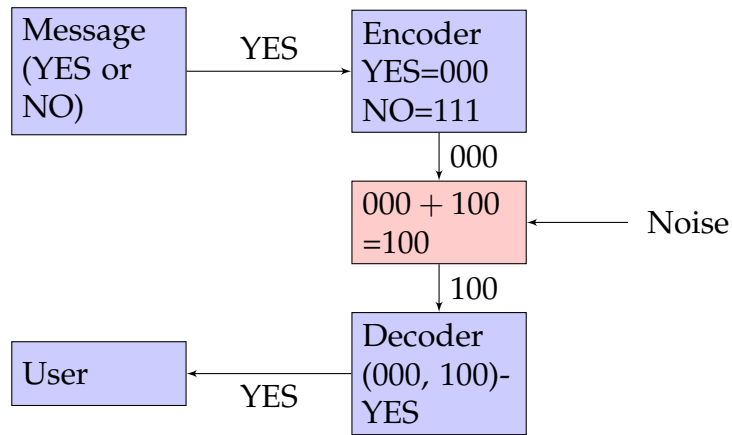 Message
(YES or
NO)
YES
Encoder
YES=000
NO=111
000
000 + 100
=100
Noise
100
Decoder
(000, 100)-
YES
YES
User